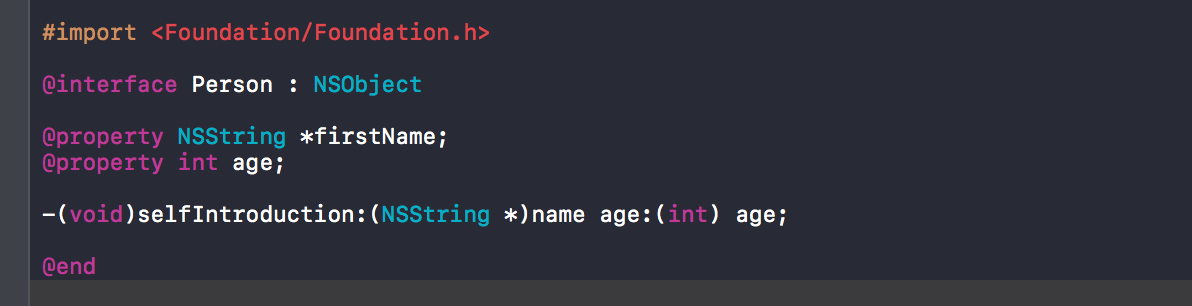 #import <Foundation/Foundation.h>
@interface Person : NSObject
@property NSString *firstName;
@property int age;
-(void)selfIntroduction:(NSString *)name age:(int) age;
@end